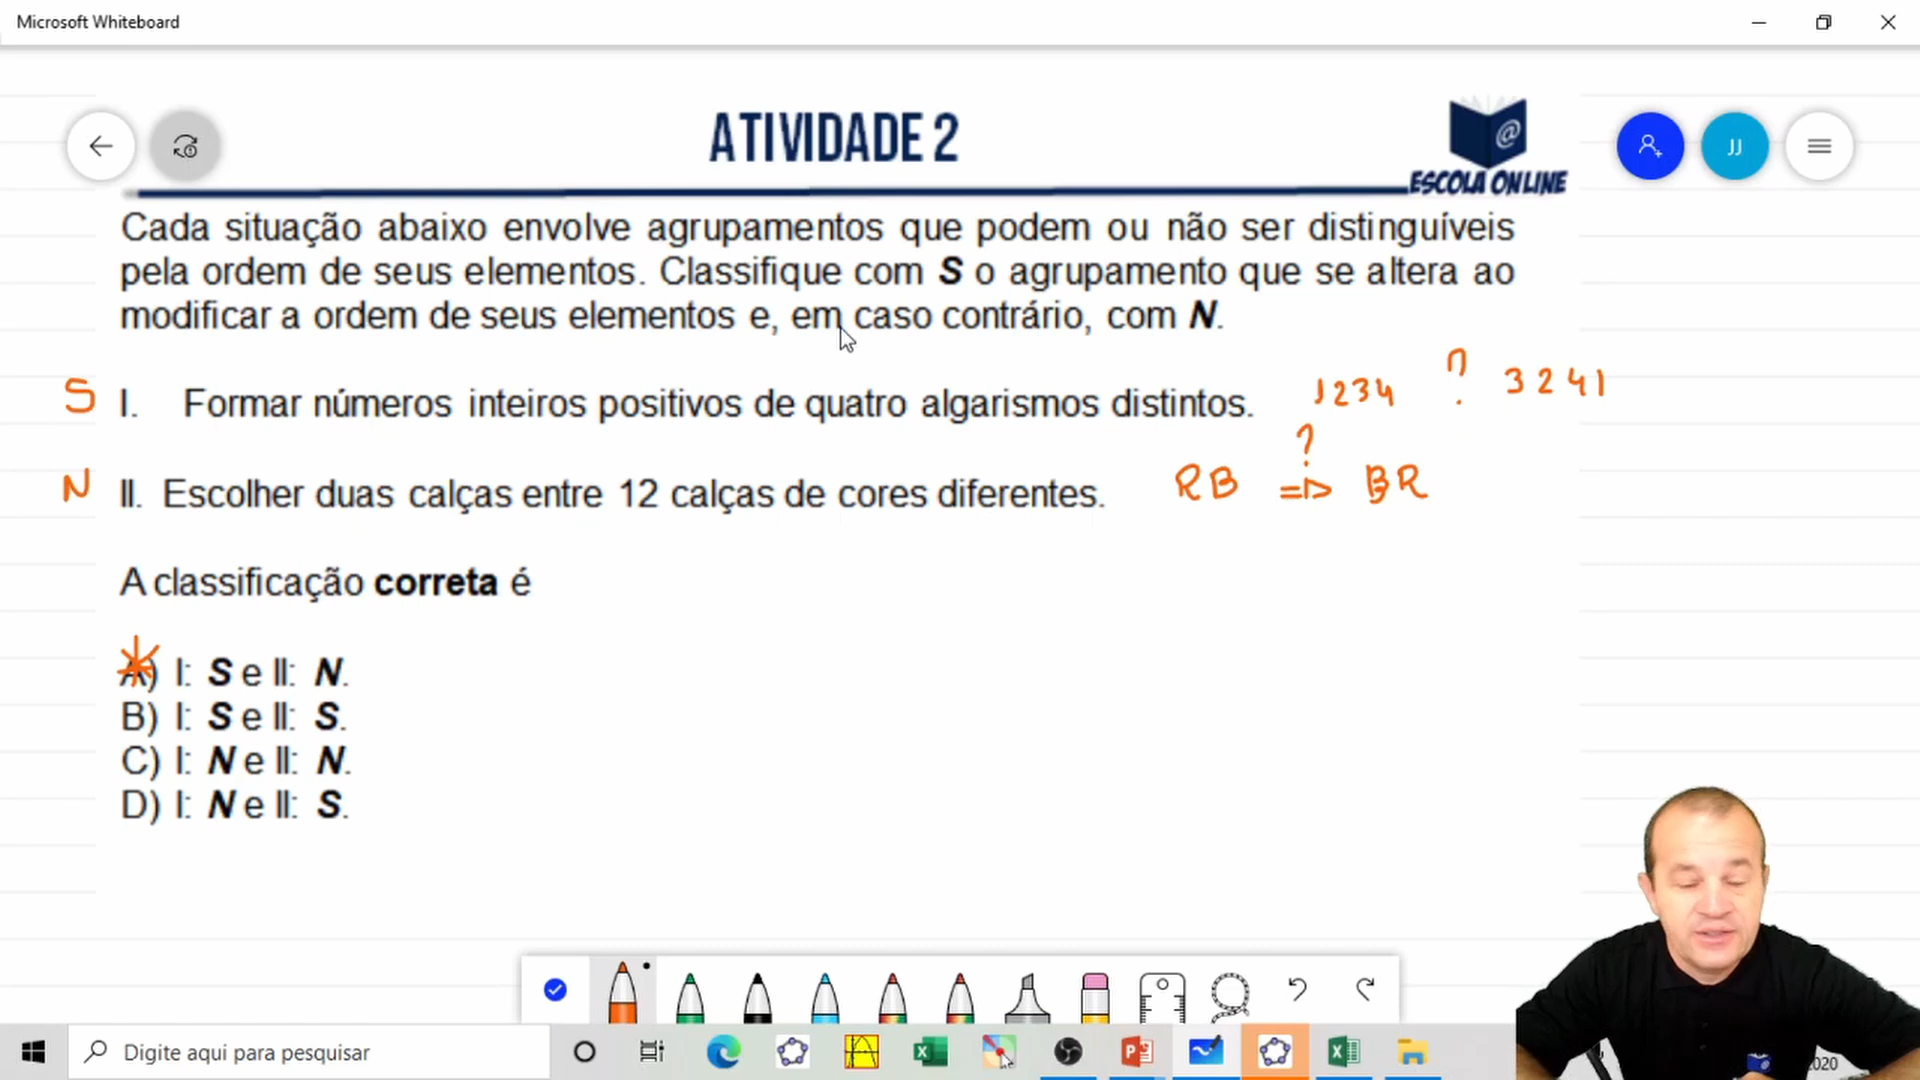 Microsoft Whiteboard
ATIVIDADE 2
@
ESCOLA ONLINE
JJ
Cada situação abaixo envolve agrupamentos que podem ou não ser distinguíveis
pela ordem de seus elementos. Classifique com S o agrupamento que se altera ao
modificar a ordem de seus elementos e, em caso contrário, com N.
S I. Formar números inteiros positivos de quatro algarismos distintos. 1234 ? 3241
?
N II. Escolher duas calças entre 12 calças de cores diferentes. RB => BR
A classificação correta é
A) I: S e II: N.
B) I: S e II: S.
C) I: N e II: N.
D) I: N e II: S.
Digite aqui para pesquisar